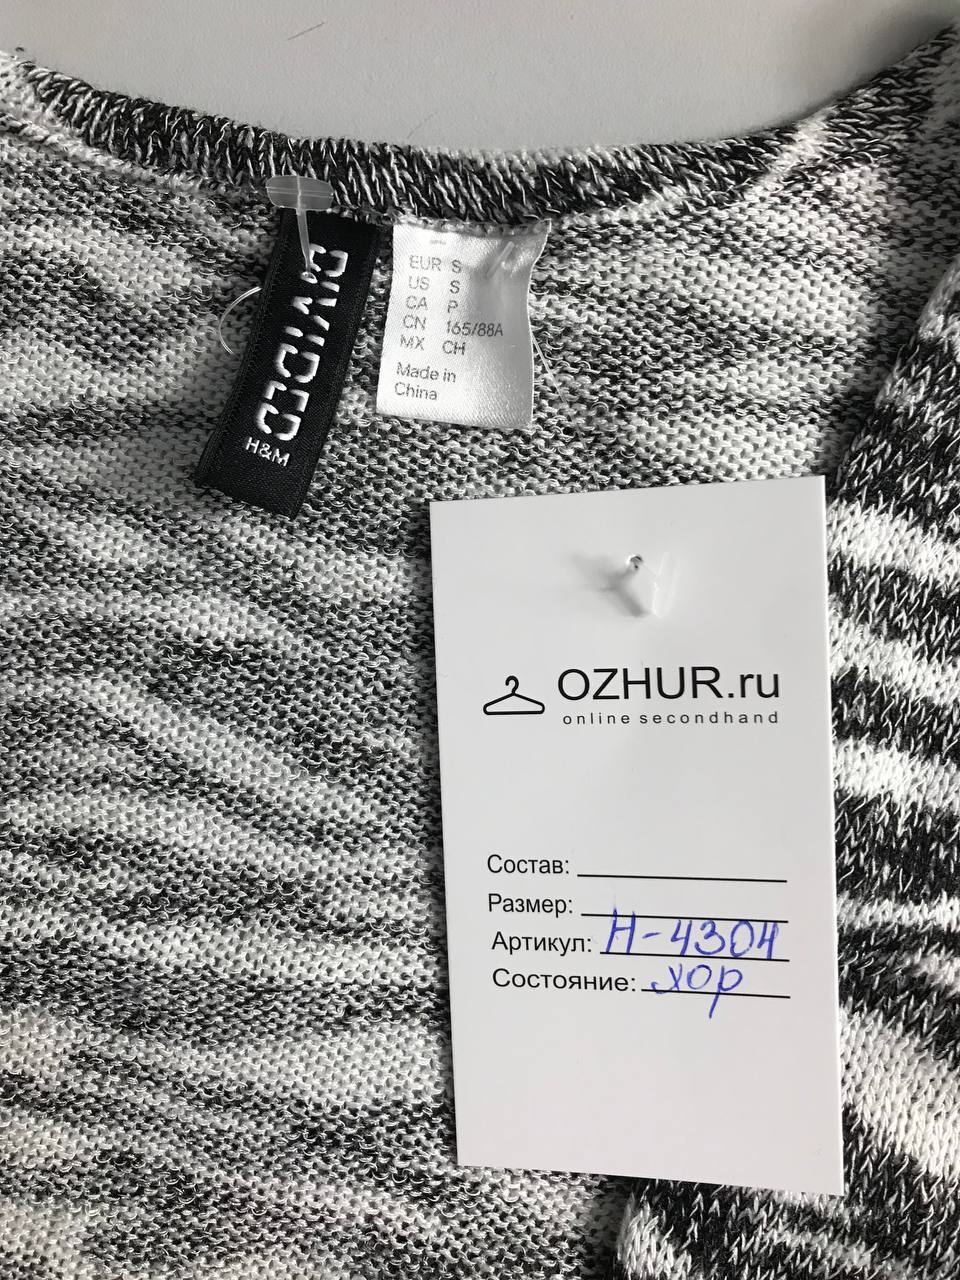 DIVIDED
H&M
EUR S
US S
CA P
CN 165/88A
MX CH
Made in
China
OZHUR.ru
online secondhand
Состав:
Размер:
Артикул: Н-4304
Состояние: хор